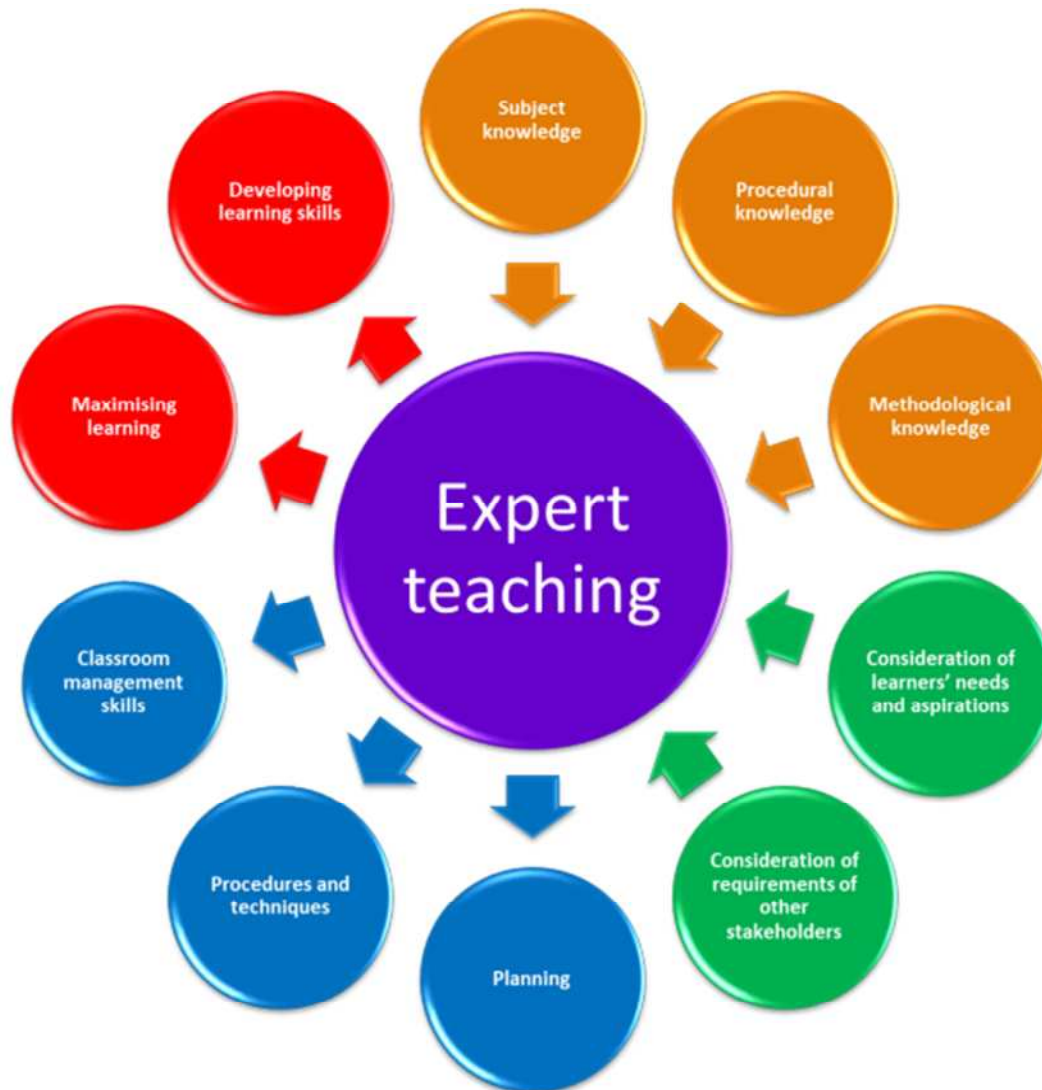 Subject
knowledge
Procedural
knowledge
Methodological
knowledge
Consideration of
learners’ needs
and aspirations
Consideration of
requirements of
other
stakeholders
Planning
Procedures and
techniques
Classroom
management
skills
Maximising
learning
Developing
learning skills
Expert
teaching